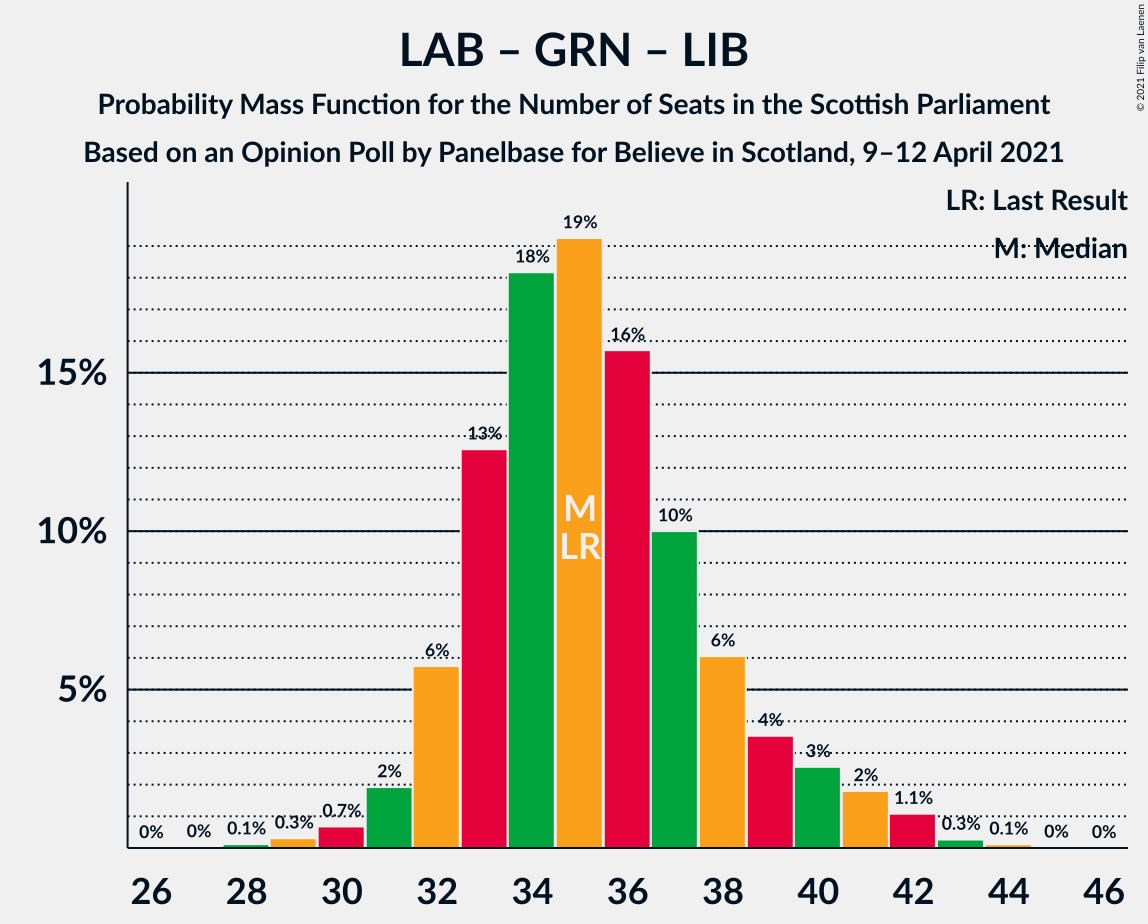 LAB – GRN – LIB
Probability Mass Function for the Number of Seats in the Scottish Parliament
Based on an Opinion Poll by Panelbase for Believe in Scotland, 9–12 April 2021
© 2021 Filip van Laenen
LR: Last Result
M: Median
15%
10%
5%
0%
0%
0.1%
0.3%
0.7%
2%
6%
13%
18%
19%
16%
10%
6%
4%
3%
2%
1.1%
0.3%
0.1%
0%
0%
M
LR
26 28 30 32 34 36 38 40 42 44 46